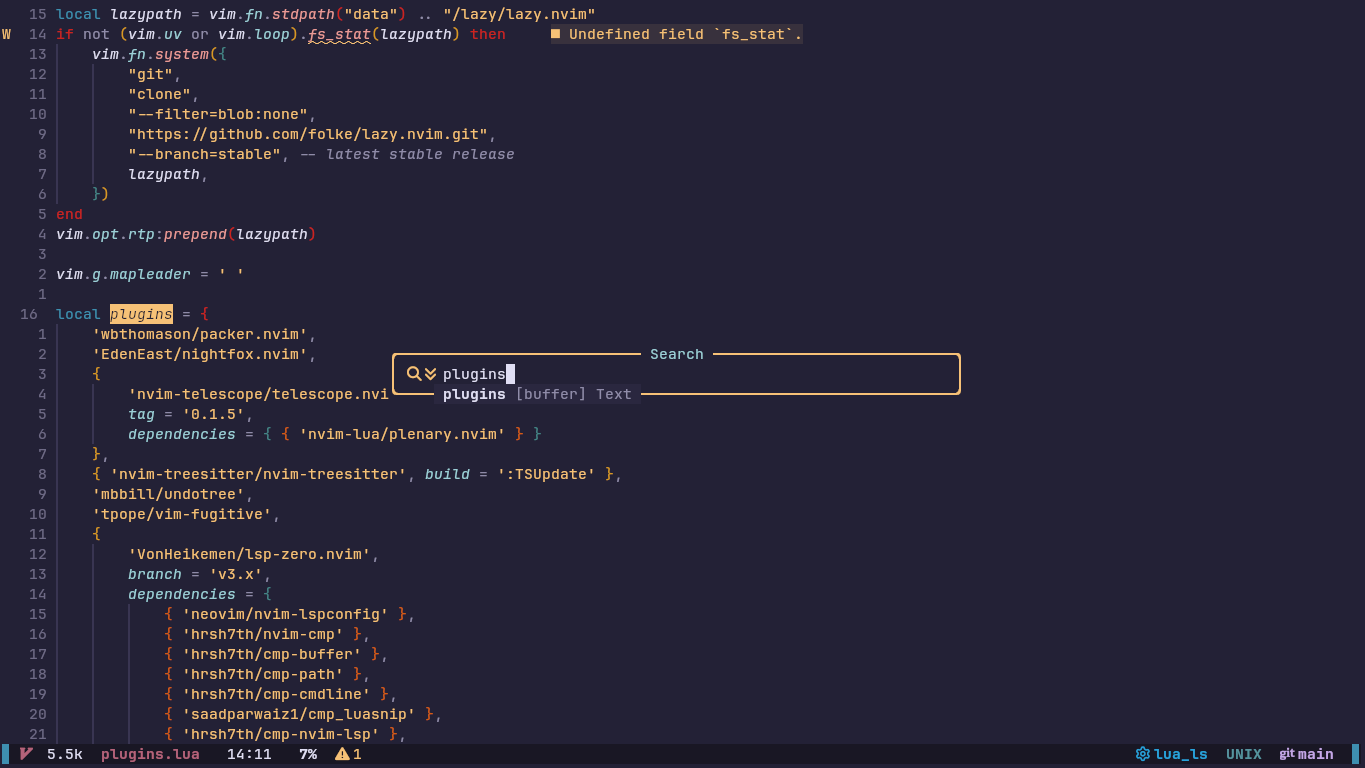 15 local lazypath = vim.fn.stdpath("data") .. "/lazy/lazy.nvim"
W 14 if not (vim.uv or vim.loop).fs_stat(lazypath) then ■ Undefined field `fs_stat`.
13 vim.fn.system({
12 "git",
11 "clone",
10 "--filter=blob:none",
9 "https://github.com/folke/lazy.nvim.git",
8 "--branch=stable", -- latest stable release
7 lazypath,
6 })
5 end
4 vim.opt.rtp:prepend(lazypath)
3
2 vim.g.mapleader = ' '
1
16 local plugins = {
1 'wbthomason/packer.nvim',
2 'EdenEast/nightfox.nvim',
Search
3 {
plugins
4 'nvim-telescope/telescope.nvi
plugins [buffer] Text
5 tag = '0.1.5',
6 dependencies = { { 'nvim-lua/plenary.nvim' } }
7 },
8 { 'nvim-treesitter/nvim-treesitter', build = ':TSUpdate' },
9 'mbbill/undotree',
10 'tpope/vim-fugitive',
11 {
12 'VonHeikemen/lsp-zero.nvim',
13 branch = 'v3.x',
14 dependencies = {
15 { 'neovim/nvim-lspconfig' },
16 { 'hrsh7th/nvim-cmp' },
17 { 'hrsh7th/cmp-buffer' },
18 { 'hrsh7th/cmp-path' },
19 { 'hrsh7th/cmp-cmdline' },
20 { 'saadparwaiz1/cmp_luasnip' },
21 { 'hrsh7th/cmp-nvim-lsp' },
5.5k plugins.lua 14:11 7% 1 lua_ls UNIX git main